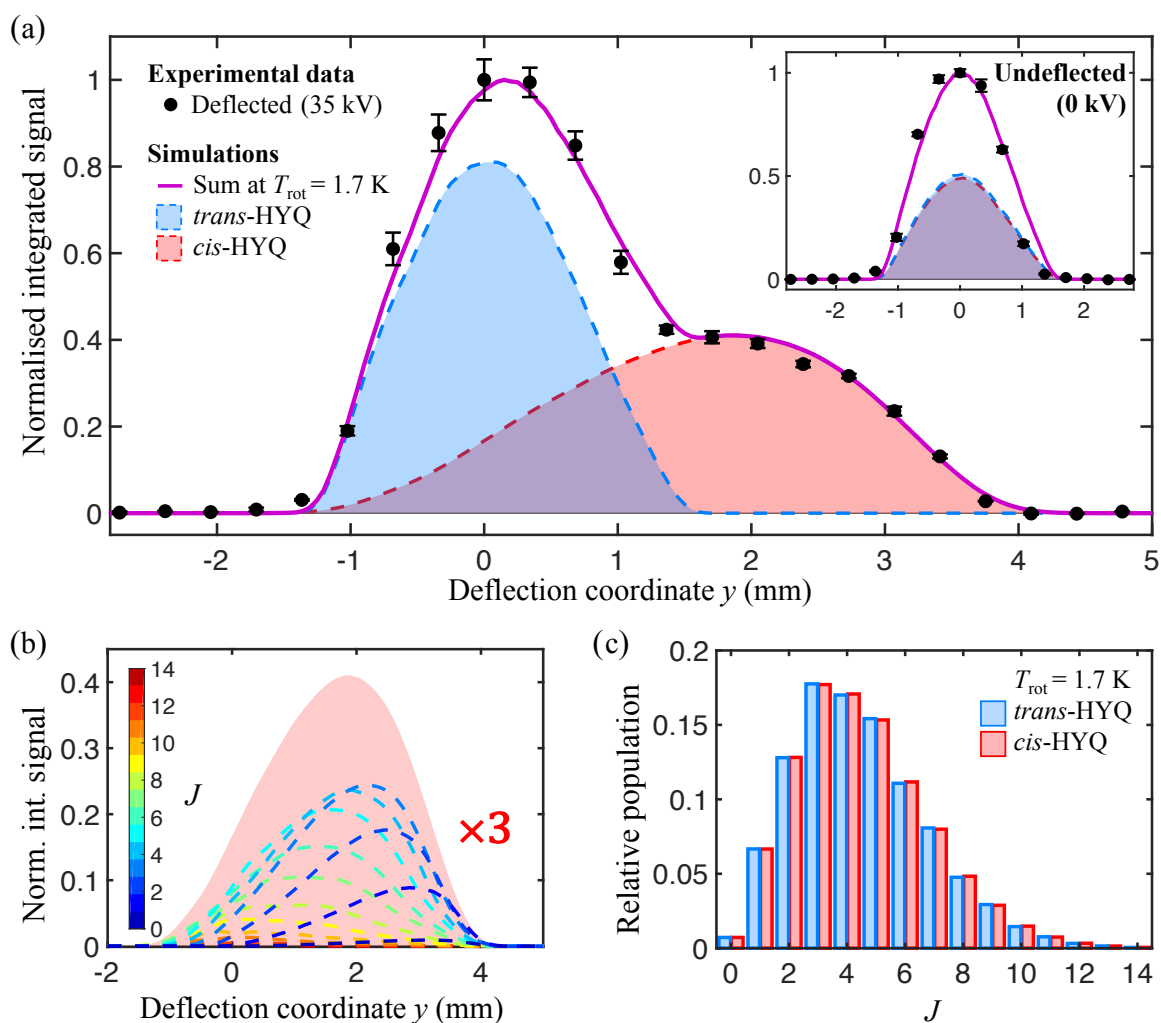 (a)
Experimental data
Deflected (35 kV)
Simulations
Sum at Trot = 1.7 K
trans-HYQ
cis-HYQ
Normalised integrated signal
1
0.8
0.6
0.4
0.2
0
-2 -1 0 1 2 3 4 5
Deflection coordinate y (mm)
Undeflected
(0 kV)
1
0.5
0
-2 -1 0 1 2
(b)
Norm. int. signal
0.4
0.3
0.2
0.1
0
14
12
10
8
6
4
2
0
J
×3
-2 0 2 4
Deflection coordinate y (mm)
(c)
Relative population
0.2
0.15
0.1
0.05
0
Trot = 1.7 K
trans-HYQ
cis-HYQ
0 2 4 6 8 10 12 14
J